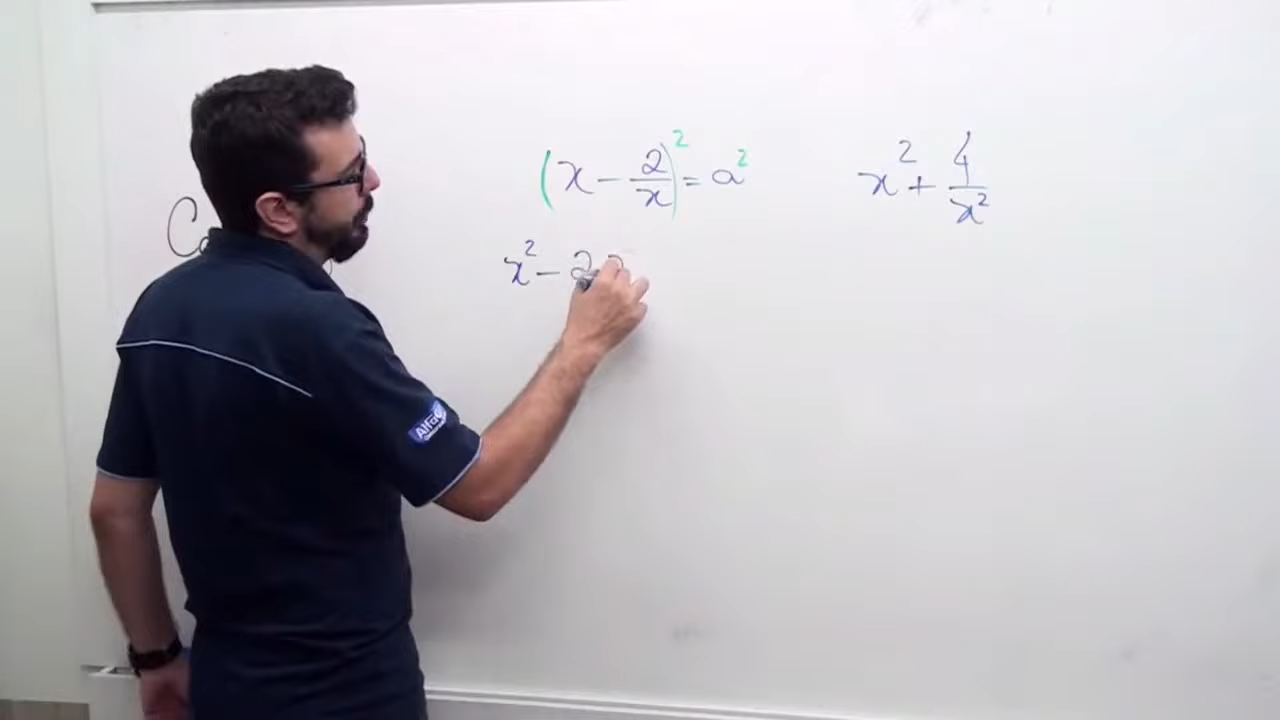 (x - 2/x)² = a²
x² + 4/x²
x² - 2